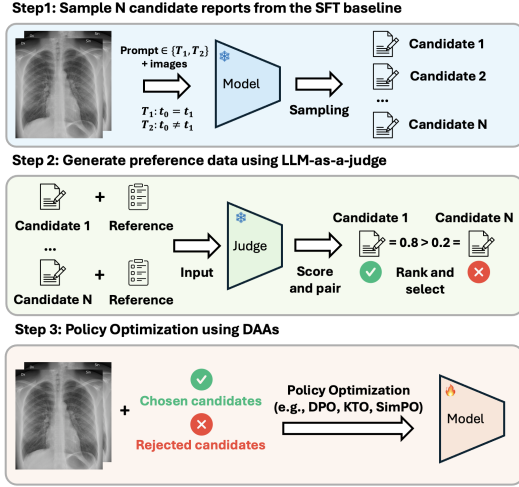 Step1: Sample N candidate reports from the SFT baseline
Prompt ∈ {T₁, T₂}
+ images
T₁: t₀ = t₁
T₂: t₀ ≠ t₁
Model
Sampling
Candidate 1
Candidate 2
...
Candidate N
Step 2: Generate preference data using LLM-as-a-judge
Candidate 1
+
Reference
...
Candidate N
+
Reference
Input
Judge
Score
and pair
Candidate 1
Candidate N
= 0.8 > 0.2 =
Rank and
select
Step 3: Policy Optimization using DAAs
+
Chosen candidates
Rejected candidates
Policy Optimization
(e.g., DPO, KTO, SimPO)
Model